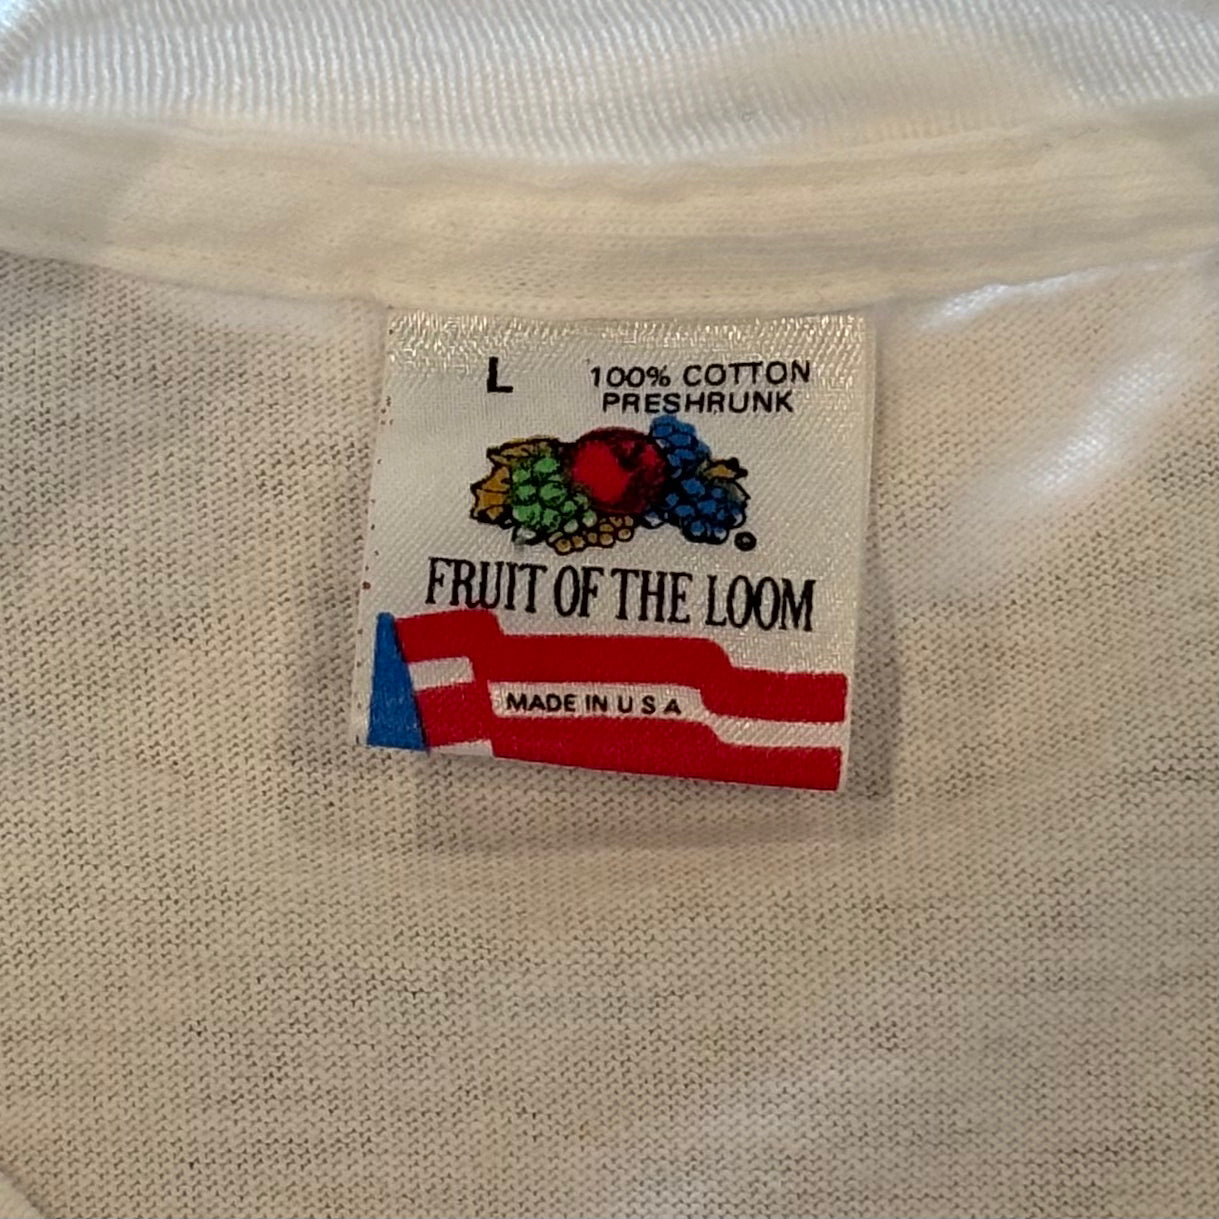 L
100% COTTON
PRESHRUNK
FRUIT OF THE LOOM
MADE IN U S A